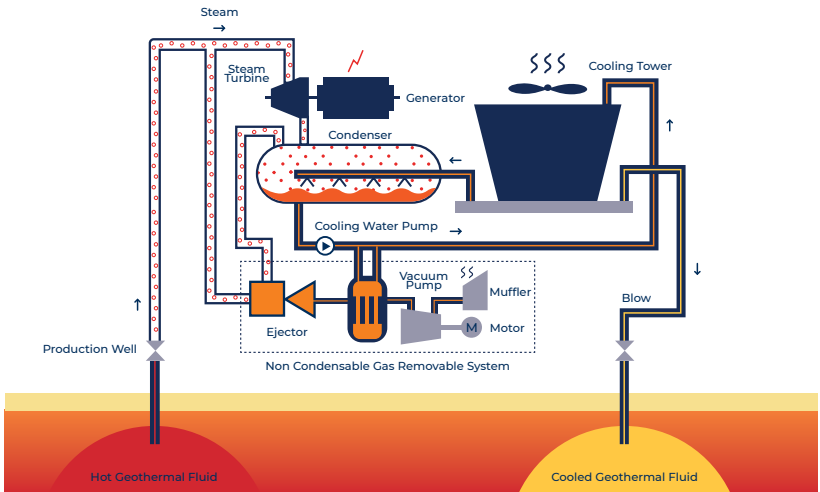 Steam
→
Steam
Turbine
Generator
Cooling Tower
↑
Condenser
←
Cooling Water Pump →
↓
Vacuum
Pump
Muffler
Blow
↑
M Motor
Ejector
Production Well
Non Condensable Gas Removable System
Hot Geothermal Fluid
Cooled Geothermal Fluid